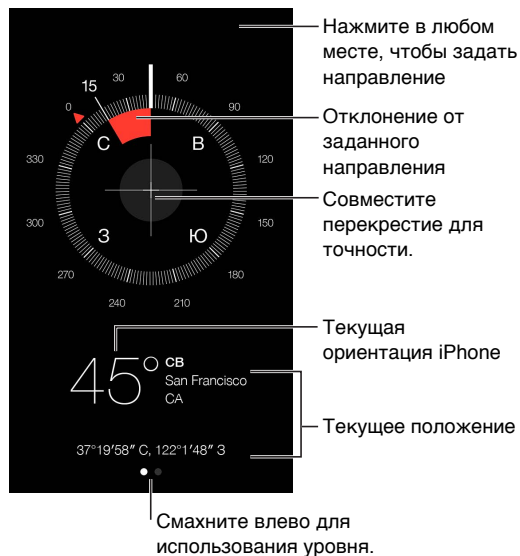 Нажмите в любом
месте, чтобы задать
направление
30
60
15
0
90
С
В
Отклонение от
заданного
направления
330
120
Совместите
перекрестие для
точности.
300
150
З
Ю
270
180
240
210
Текущая
ориентация iPhone
45°
СВ
San Francisco
CA
Текущее положение
37°19′58″ С, 122°1′48″ З
Смахните влево для
использования уровня.